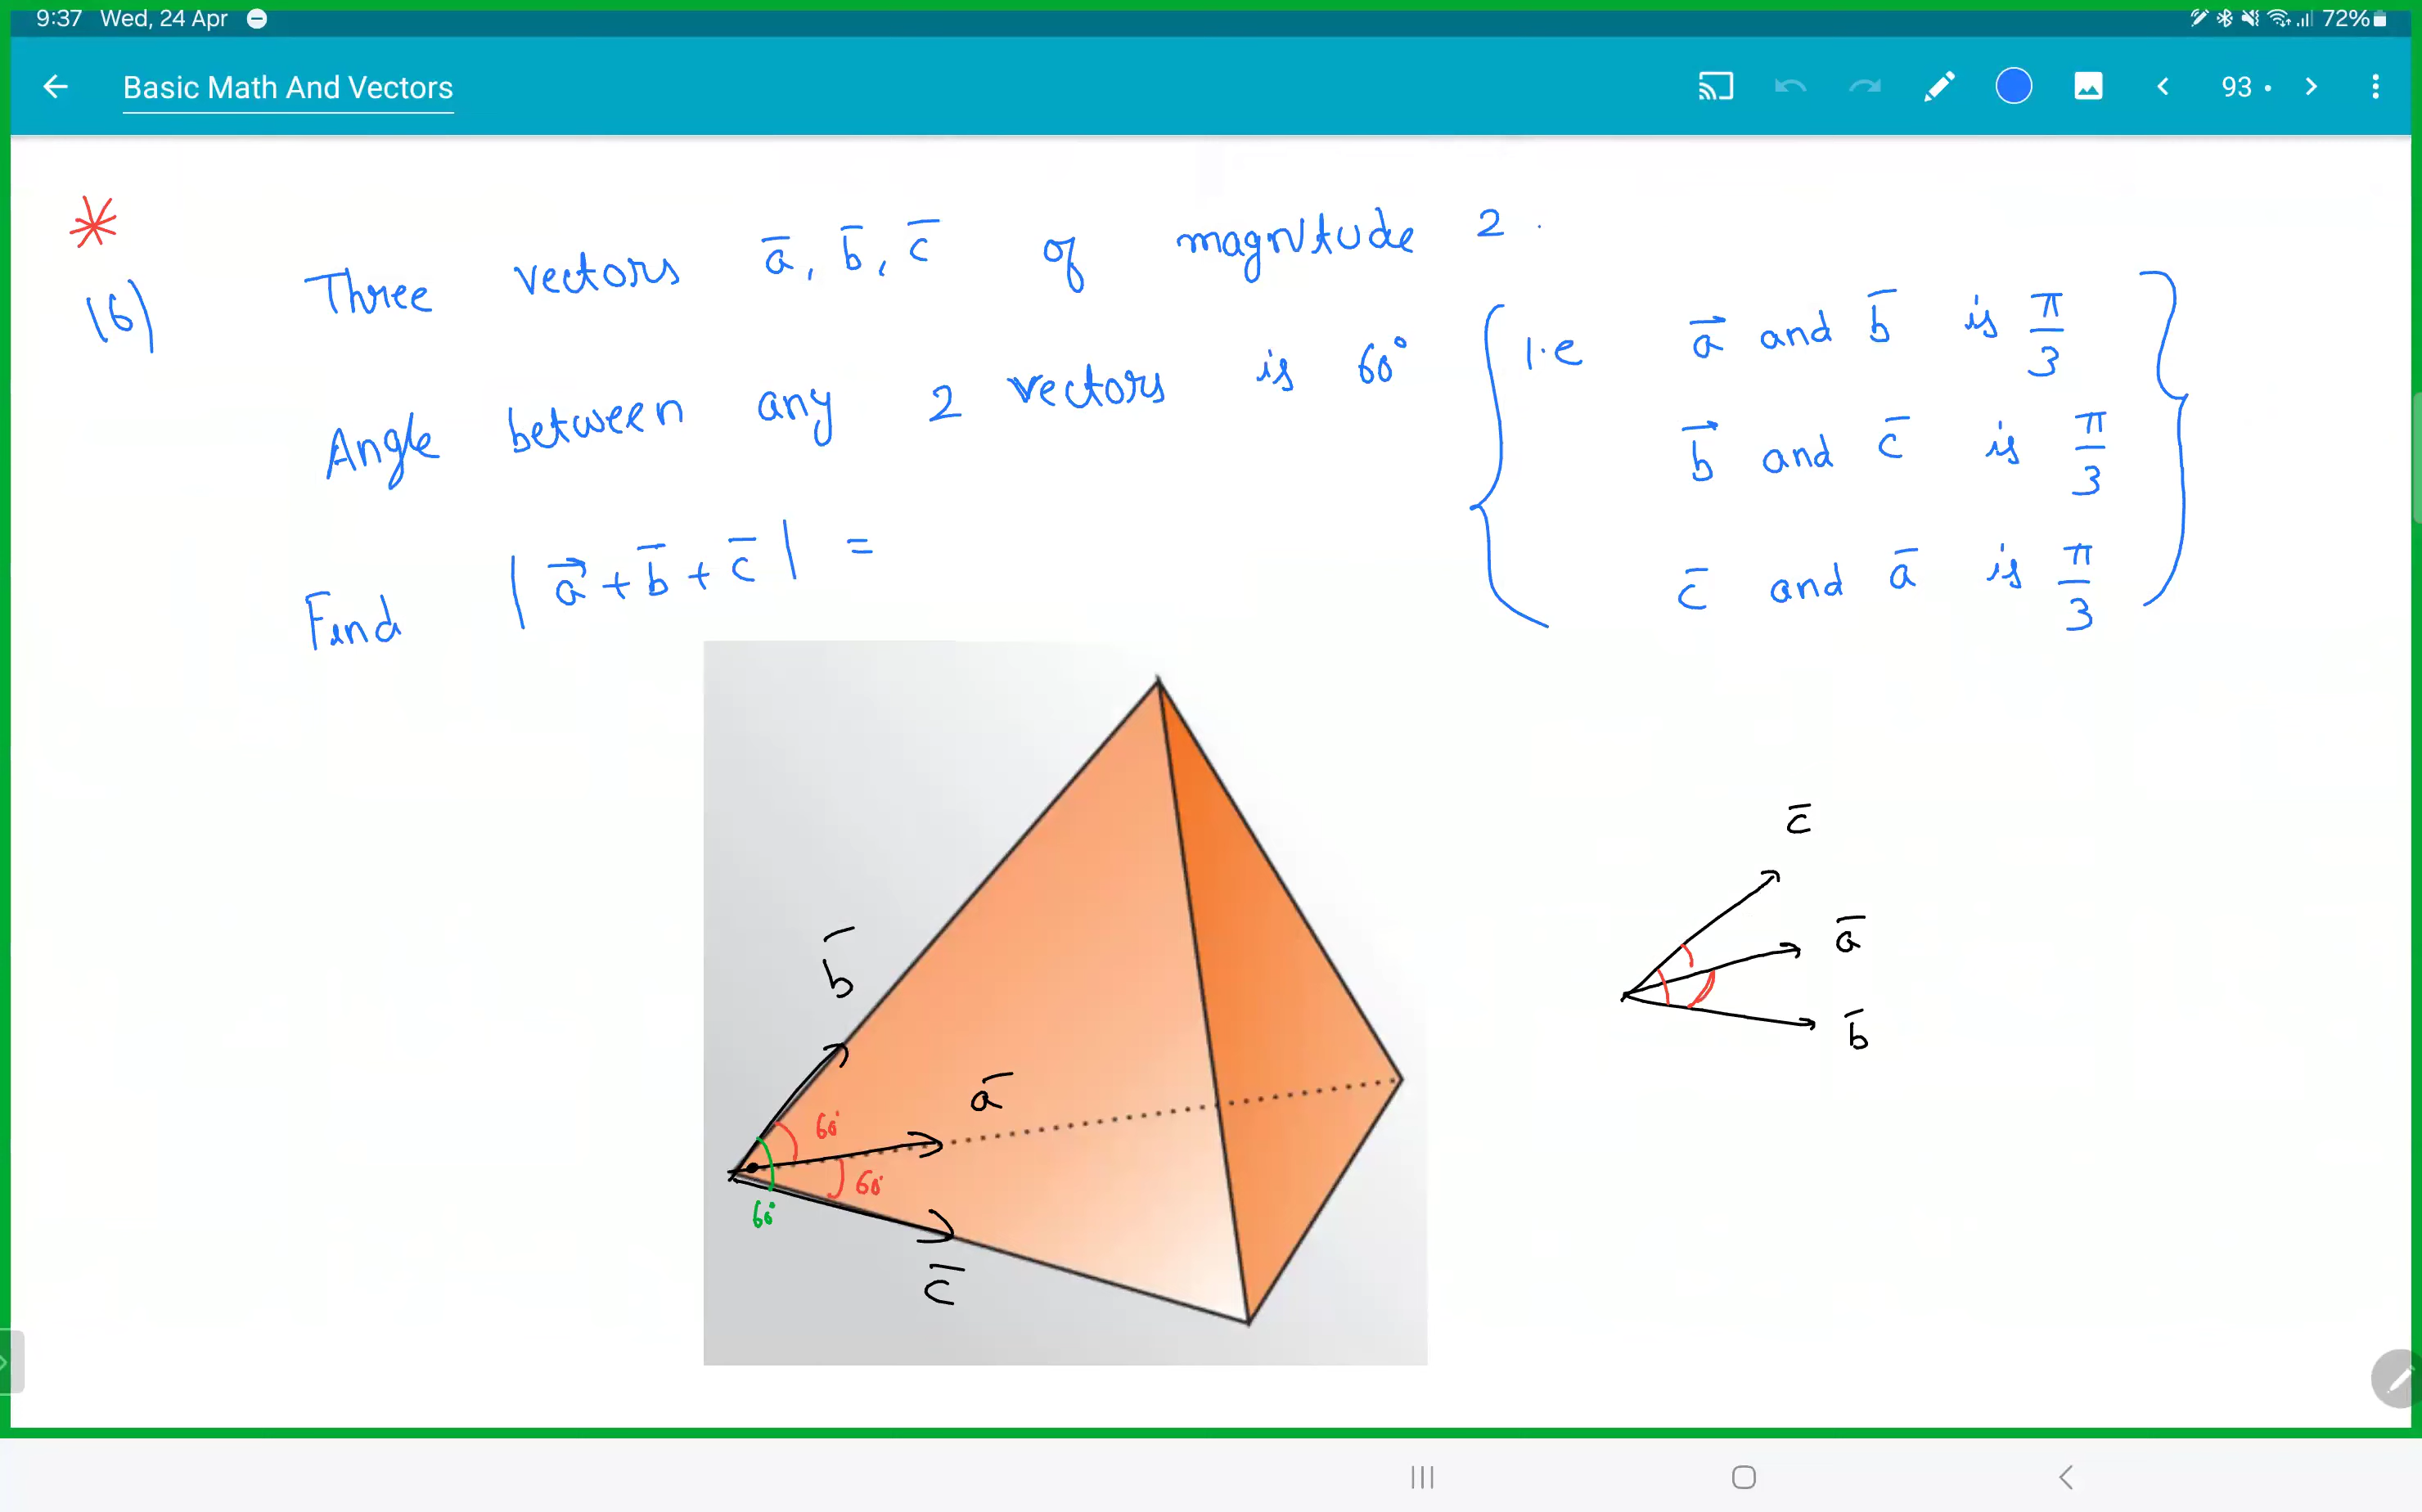 9:37 Wed, 24 Apr
72%
Basic Math And Vectors
93
16) Three vectors a̅, b̅, c̅ of magnitude 2.
Angle between any 2 vectors is 60°
{ i.e a⃗ and b̅ is π/3
b⃗ and c̅ is π/3
c̅ and a̅ is π/3 }
Find | a⃗ + b̅ + c̅ | =
b̅
a̅
60°
60°
60°
c̅
c̅
a̅
b̅